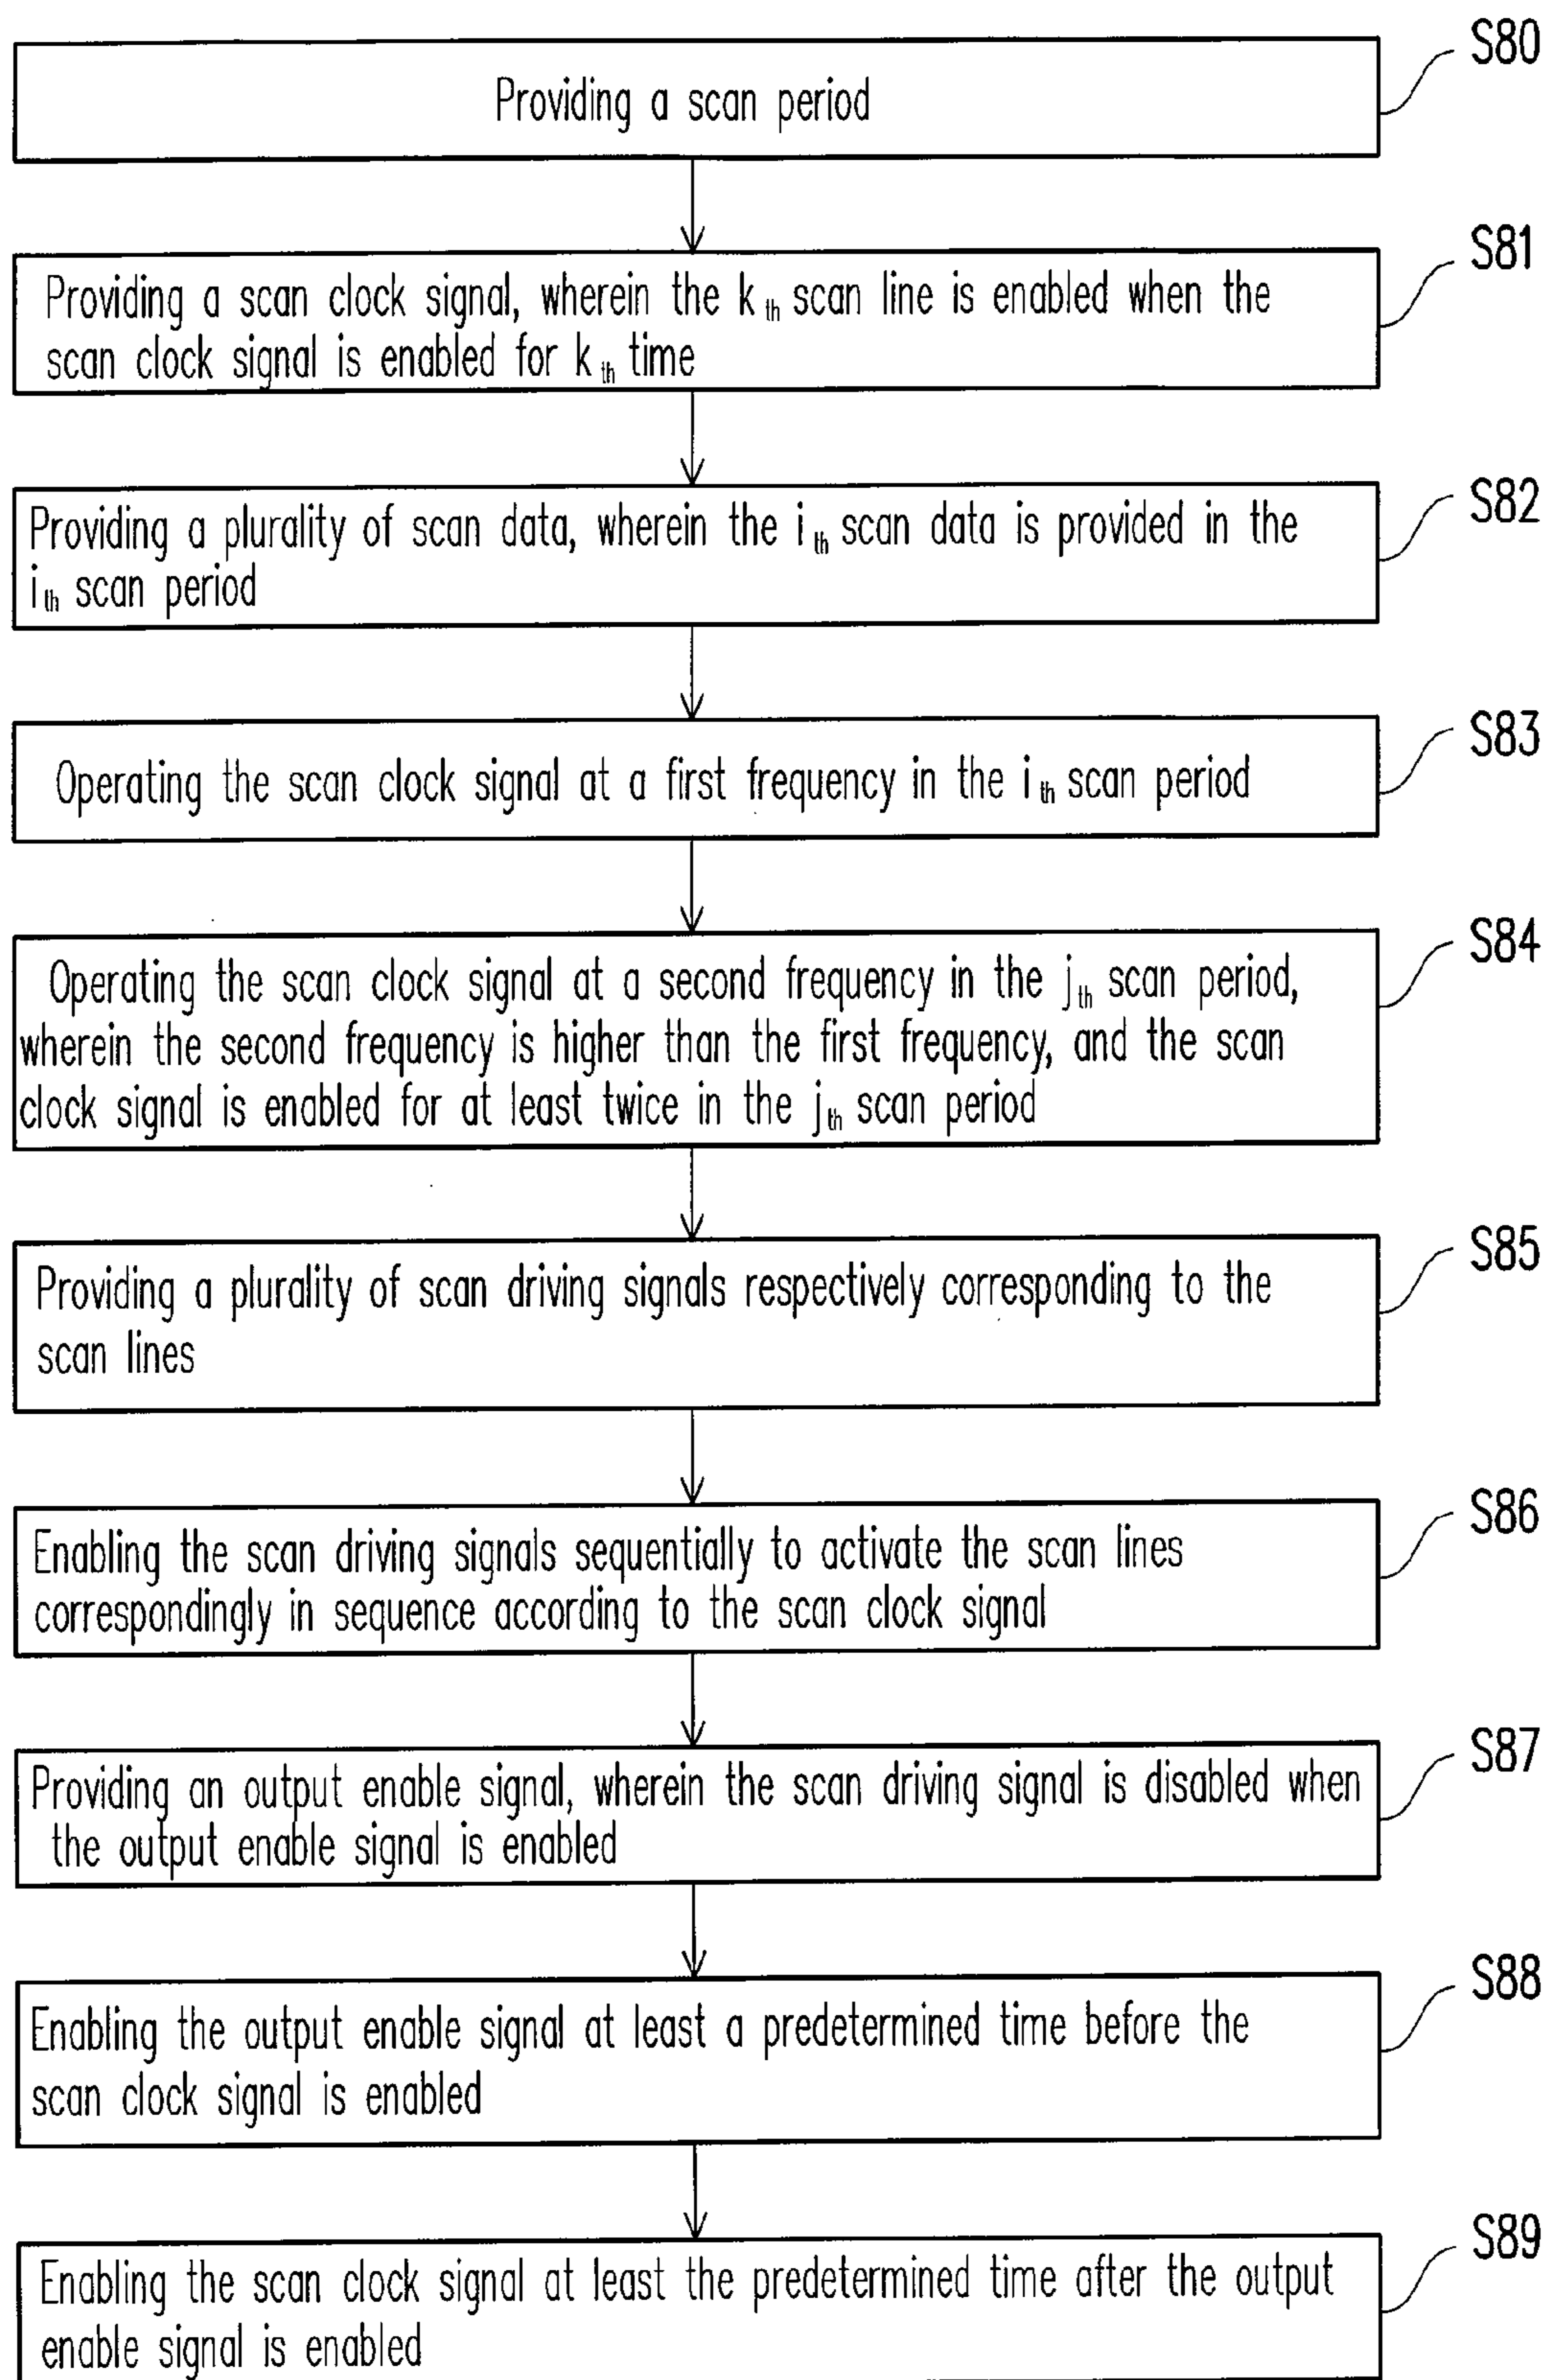 S80
Providing a scan period
S81
Providing a scan clock signal, wherein the k th scan line is enabled when the
scan clock signal is enabled for k th time
S82
Providing a plurality of scan data, wherein the i th scan data is provided in the
i th scan period
S83
Operating the scan clock signal at a first frequency in the i th scan period
S84
Operating the scan clock signal at a second frequency in the j th scan period,
wherein the second frequency is higher than the first frequency, and the scan
clock signal is enabled for at least twice in the j th scan period
S85
Providing a plurality of scan driving signals respectively corresponding to the
scan lines
S86
Enabling the scan driving signals sequentially to activate the scan lines
correspondingly in sequence according to the scan clock signal
S87
Providing an output enable signal, wherein the scan driving signal is disabled when
the output enable signal is enabled
S88
Enabling the output enable signal at least a predetermined time before the
scan clock signal is enabled
S89
Enabling the scan clock signal at least the predetermined time after the output
enable signal is enabled